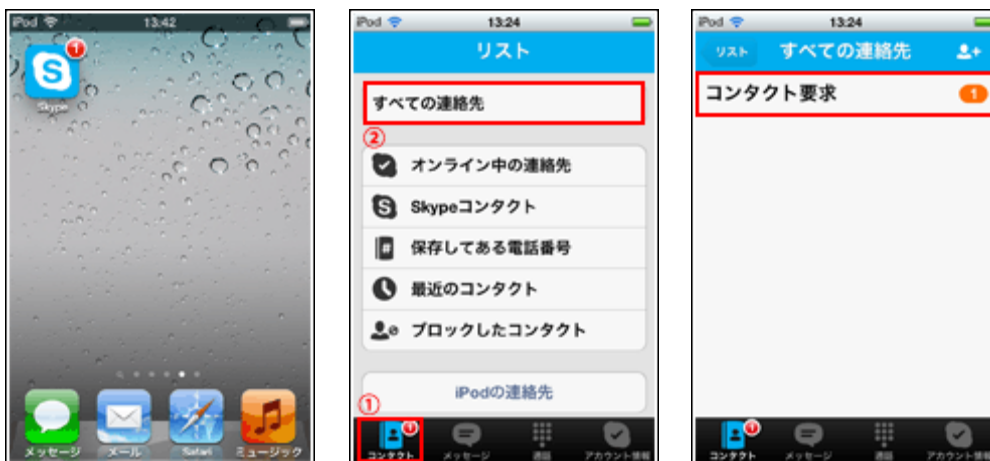 iPod 13:42
1
Skype
メッセージ メール Safari ミュージック
iPod 13:24
リスト
すべての連絡先
②
オンライン中の連絡先
Skypeコンタクト
保存してある電話番号
最近のコンタクト
ブロックしたコンタクト
iPodの連絡先
①
1
コンタクト メッセージ 通話 アカウント情報
iPod 13:24
リスト すべての連絡先
コンタクト要求 1
1
コンタクト メッセージ 通話 アカウント情報